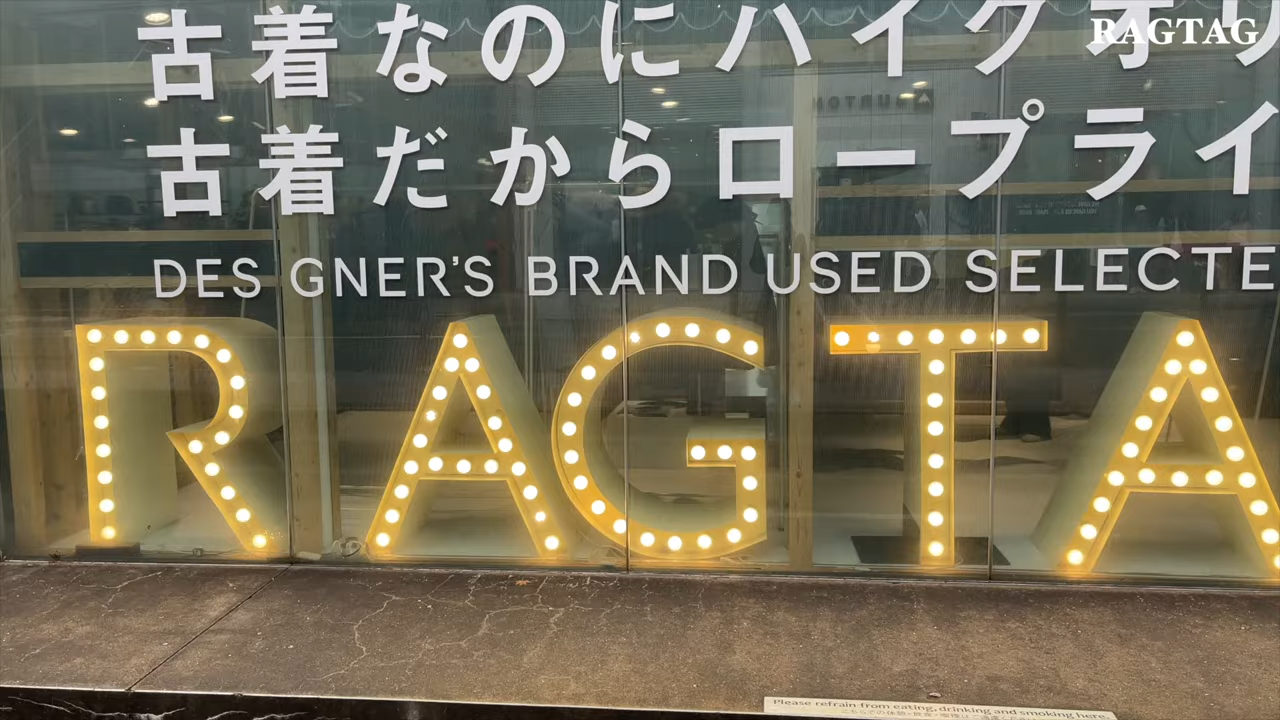 古着なのにハイクオリ
RAGTAG
古着だからロープライ
DES GNER'S BRAND USED SELECTE
RAGTA
Please refrain from eating, drinking and smoking here.